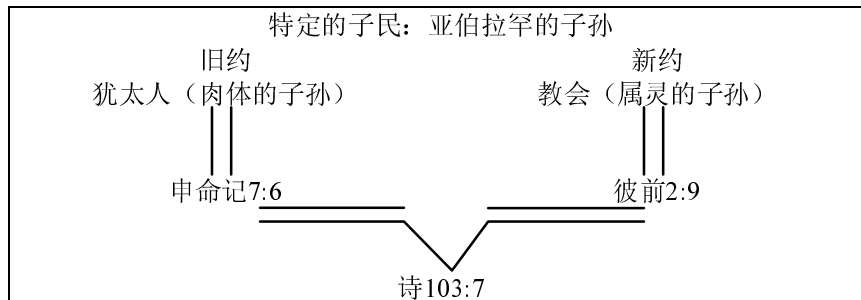 特定的子民：亚伯拉罕的子孙
旧约 新约
犹太人（肉体的子孙） 教会（属灵的子孙）
申命记7:6 彼前2:9
诗103:7